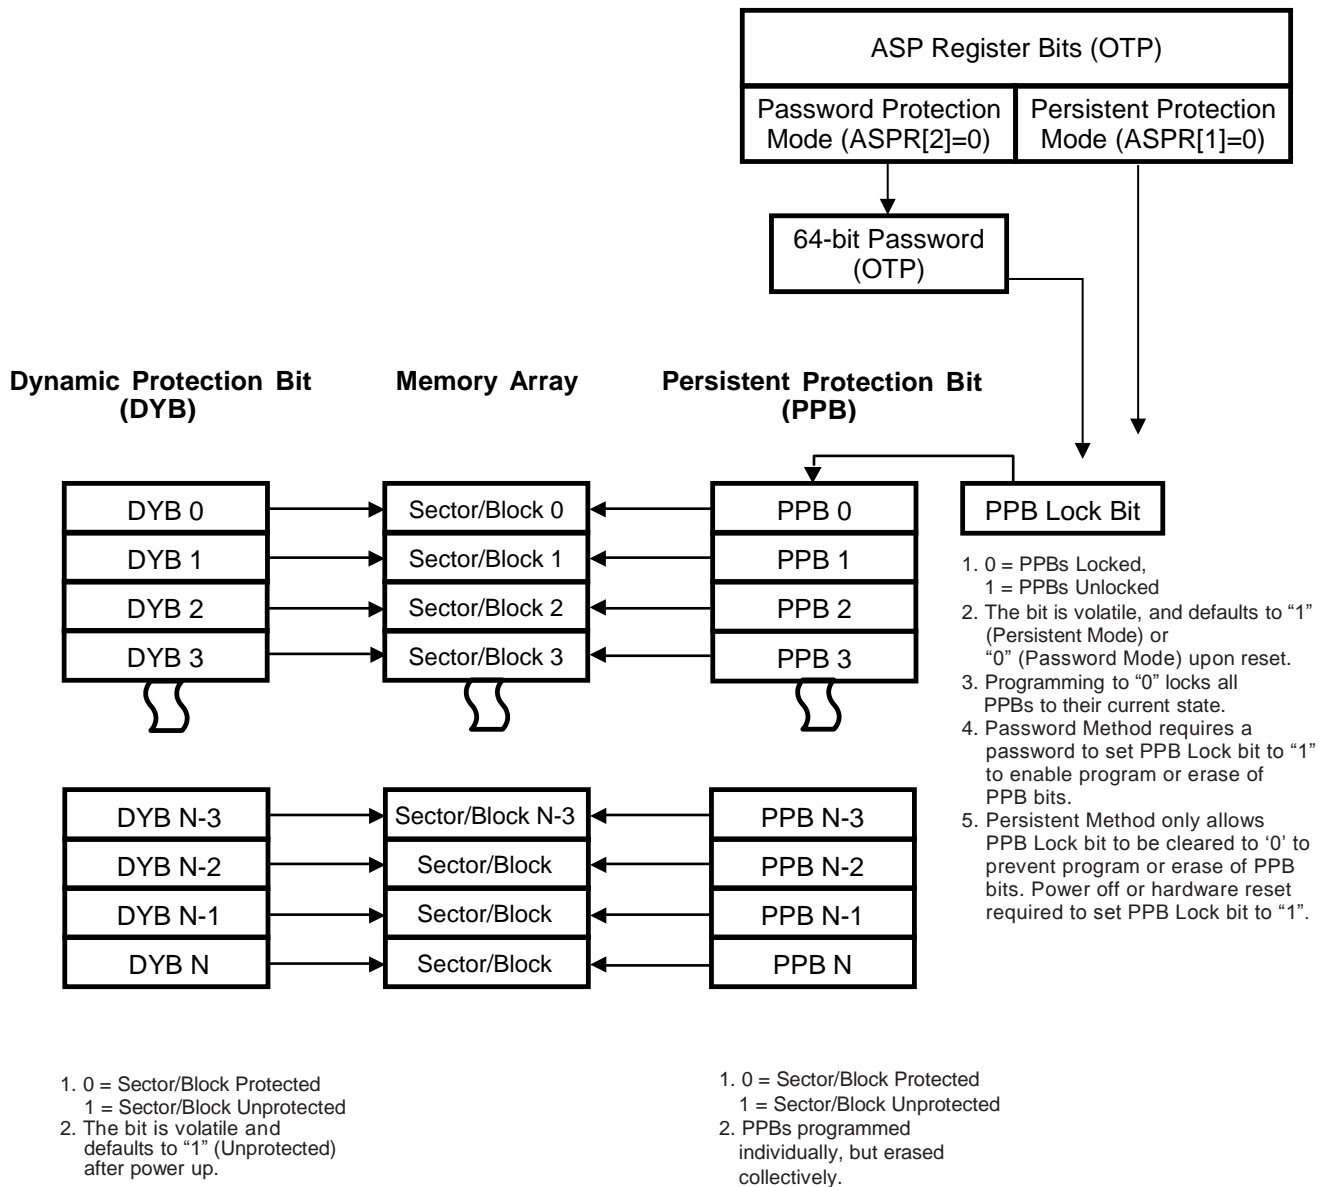 ASP Register Bits (OTP)
Password Protection
Mode (ASPR[2]=0)
Persistent Protection
Mode (ASPR[1]=0)
64-bit Password
(OTP)
Dynamic Protection Bit
(DYB)
Memory Array
Persistent Protection Bit
(PPB)
DYB 0
Sector/Block 0
PPB 0
PPB Lock Bit
DYB 1
Sector/Block 1
PPB 1
DYB 2
Sector/Block 2
PPB 2
DYB 3
Sector/Block 3
PPB 3
1. 0 = PPBs Locked,
1 = PPBs Unlocked
2. The bit is volatile, and defaults to “1”
(Persistent Mode) or
“0” (Password Mode) upon reset.
3. Programming to “0” locks all
PPBs to their current state.
4. Password Method requires a
password to set PPB Lock bit to “1”
to enable program or erase of
PPB bits.
5. Persistent Method only allows
PPB Lock bit to be cleared to ‘0’ to
prevent program or erase of PPB
bits. Power off or hardware reset
required to set PPB Lock bit to “1”.
DYB N-3
Sector/Block N-3
PPB N-3
DYB N-2
Sector/Block
PPB N-2
DYB N-1
Sector/Block
PPB N-1
DYB N
Sector/Block
PPB N
1. 0 = Sector/Block Protected
1 = Sector/Block Unprotected
2. The bit is volatile and
defaults to “1” (Unprotected)
after power up.
1. 0 = Sector/Block Protected
1 = Sector/Block Unprotected
2. PPBs programmed
individually, but erased
collectively.